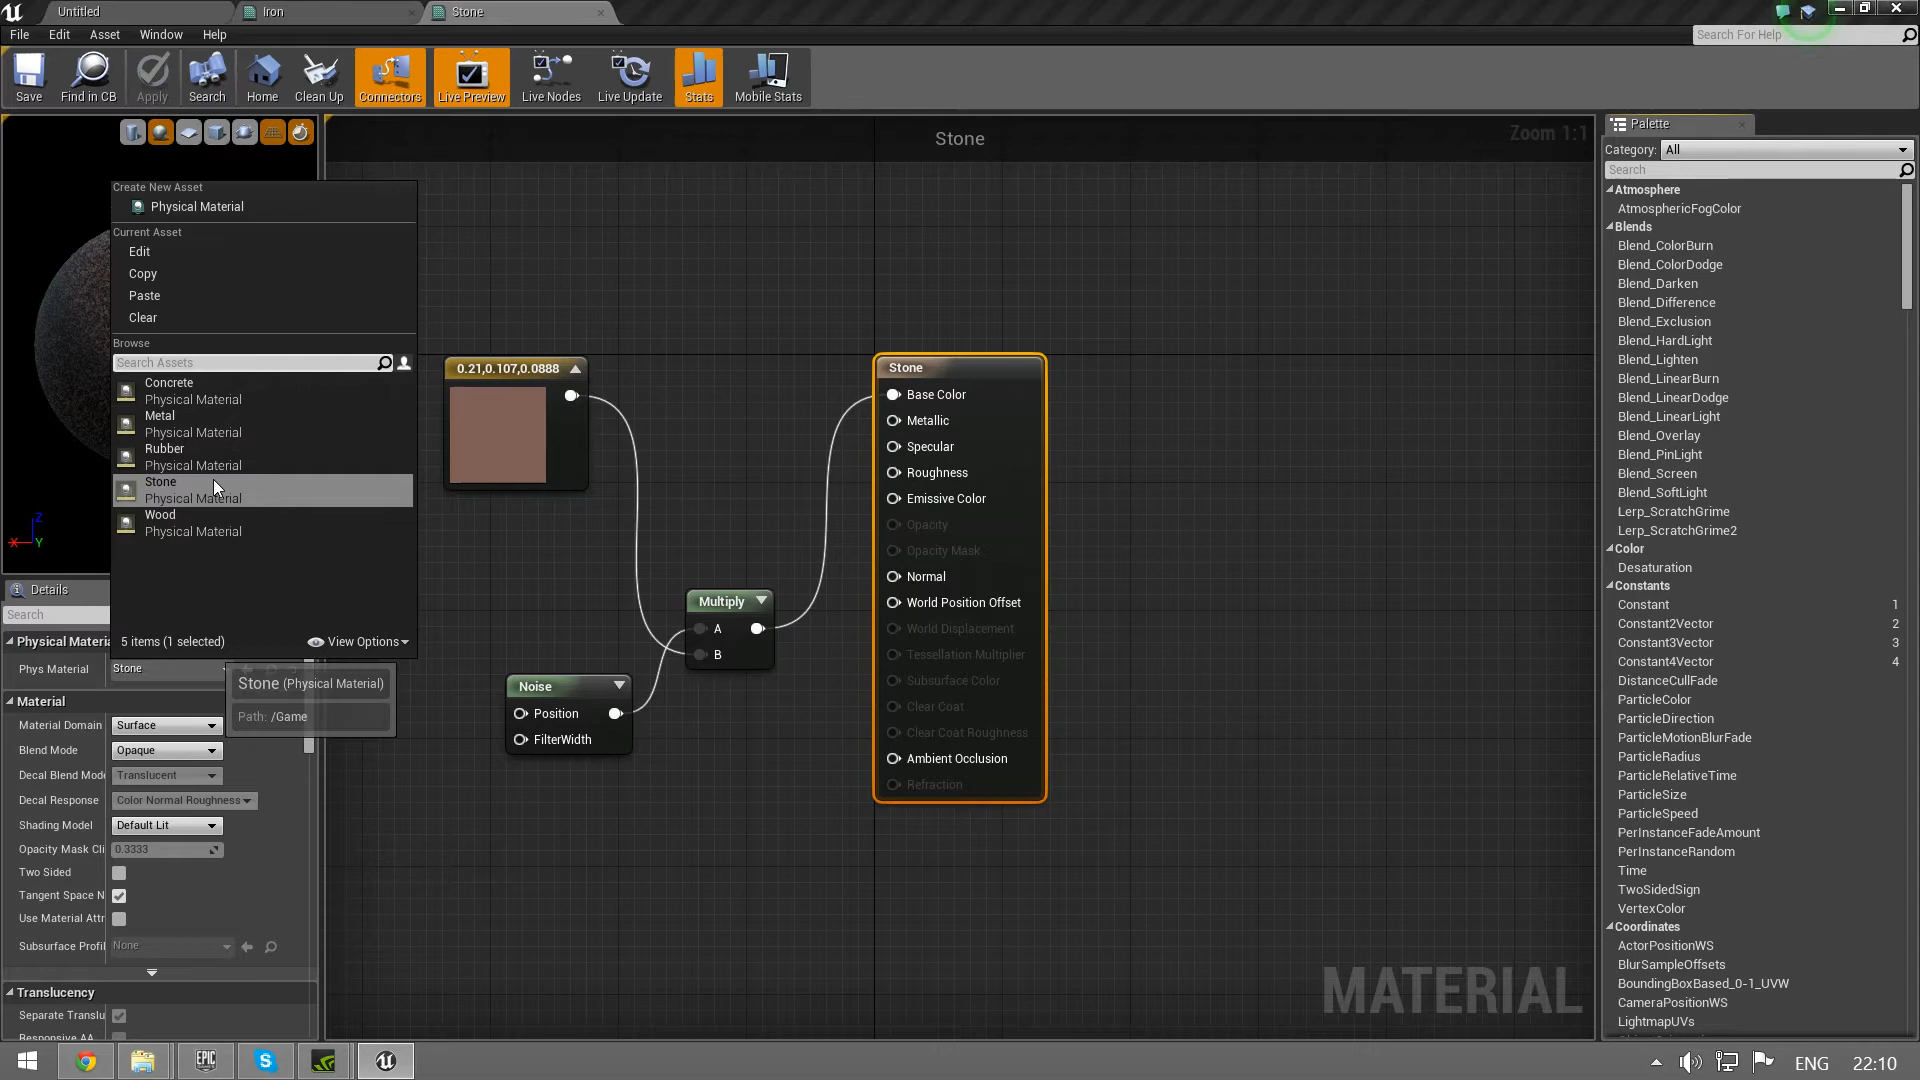 Untitled
Iron
Stone
File Edit Asset Window Help
Search For Help
Save
Find in CB
Apply
Search
Home
Clean Up
Connectors
Live Preview
Live Nodes
Live Update
Stats
Mobile Stats
Stone
Zoom 1:1
Create New Asset
Physical Material
Current Asset
Edit
Copy
Paste
Clear
Browse
Search Assets
Concrete
Physical Material
Metal
Physical Material
Rubber
Physical Material
Stone
Physical Material
Wood
Physical Material
5 items (1 selected)
View Options
Z
X
Y
Details
Search
Physical Materia
Phys Material
Stone
Stone (Physical Material)
Path: /Game
Material
Material Domain
Surface
Blend Mode
Opaque
Decal Blend Mode
Translucent
Decal Response
Color Normal Roughness
Shading Model
Default Lit
Opacity Mask Cli
0.3333
Two Sided
Tangent Space N
Use Material Attr
Subsurface Profil
None
Translucency
Separate Translu
Responsive AA
0.21,0.107,0.0888
Multiply
A
B
Noise
Position
FilterWidth
Stone
Base Color
Metallic
Specular
Roughness
Emissive Color
Opacity
Opacity Mask
Normal
World Position Offset
World Displacement
Tessellation Multiplier
Subsurface Color
Clear Coat
Clear Coat Roughness
Ambient Occlusion
Refraction
MATERIAL
Palette
Category: All
Search
Atmosphere
AtmosphericFogColor
Blends
Blend_ColorBurn
Blend_ColorDodge
Blend_Darken
Blend_Difference
Blend_Exclusion
Blend_HardLight
Blend_Lighten
Blend_LinearBurn
Blend_LinearDodge
Blend_LinearLight
Blend_Overlay
Blend_PinLight
Blend_Screen
Blend_SoftLight
Lerp_ScratchGrime
Lerp_ScratchGrime2
Color
Desaturation
Constants
Constant 1
Constant2Vector 2
Constant3Vector 3
Constant4Vector 4
DistanceCullFade
ParticleColor
ParticleDirection
ParticleMotionBlurFade
ParticleRadius
ParticleRelativeTime
ParticleSize
ParticleSpeed
PerInstanceFadeAmount
PerInstanceRandom
Time
TwoSidedSign
VertexColor
Coordinates
ActorPositionWS
BlurSampleOffsets
BoundingBoxBased_0-1_UVW
CameraPositionWS
LightmapUVs
EPIC
ENG
22:10